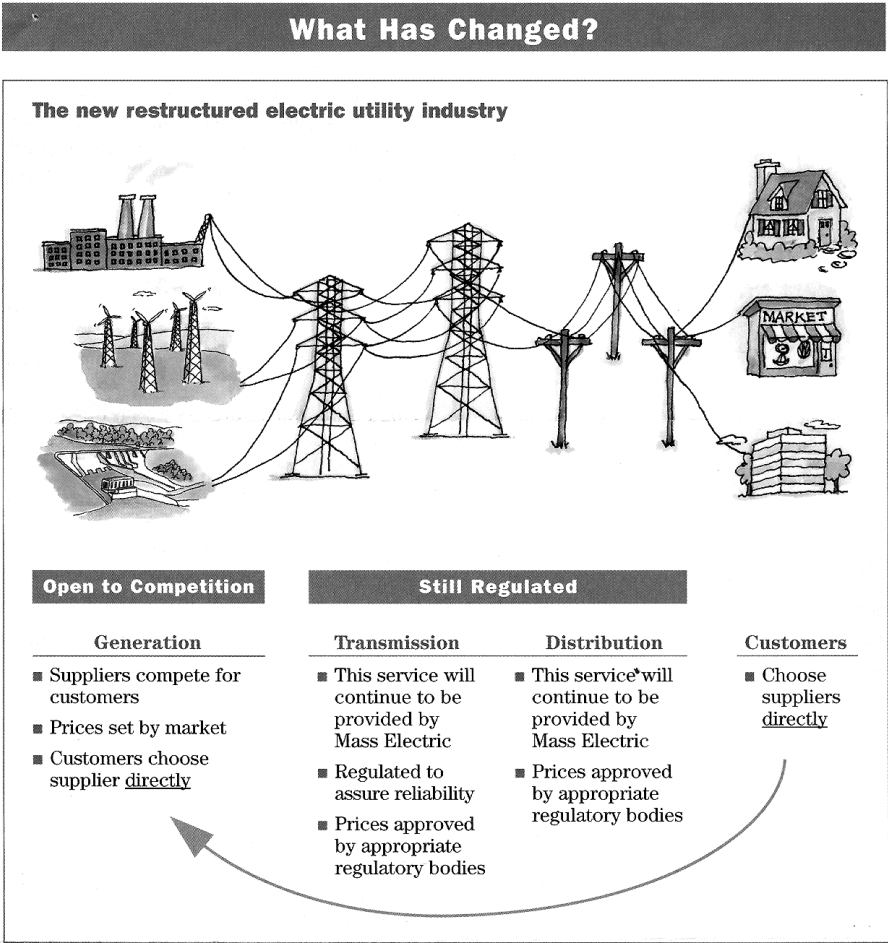 What Has Changed?
The new restructured electric utility industry
MARKET
Open to Competition
Still Regulated
Generation
■ Suppliers compete for
customers
■ Prices set by market
■ Customers choose
supplier directly
Transmission
■ This service will
continue to be
provided by
Mass Electric
■ Regulated to
assure reliability
■ Prices approved
by appropriate
regulatory bodies
Distribution
■ This service will
continue to be
provided by
Mass Electric
■ Prices approved
by appropriate
regulatory bodies
Customers
■ Choose
suppliers
directly